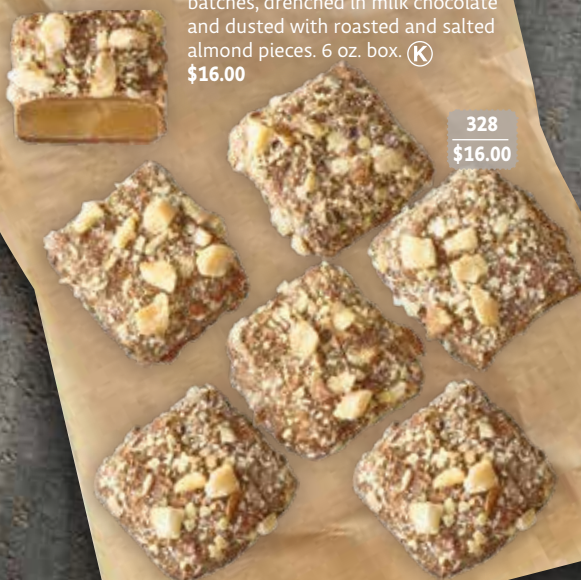 batches, drenched in milk chocolate
and dusted with roasted and salted
almond pieces. 6 oz. box. K
$16.00
328
$16.00